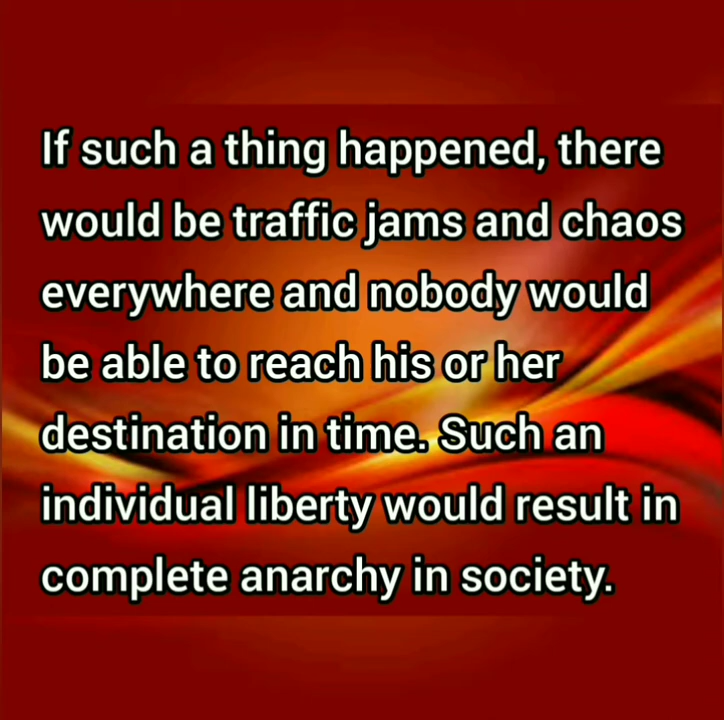 If such a thing happened, there
would be traffic jams and chaos
everywhere and nobody would
be able to reach his or her
destination in time. Such an
individual liberty would result in
complete anarchy in society.